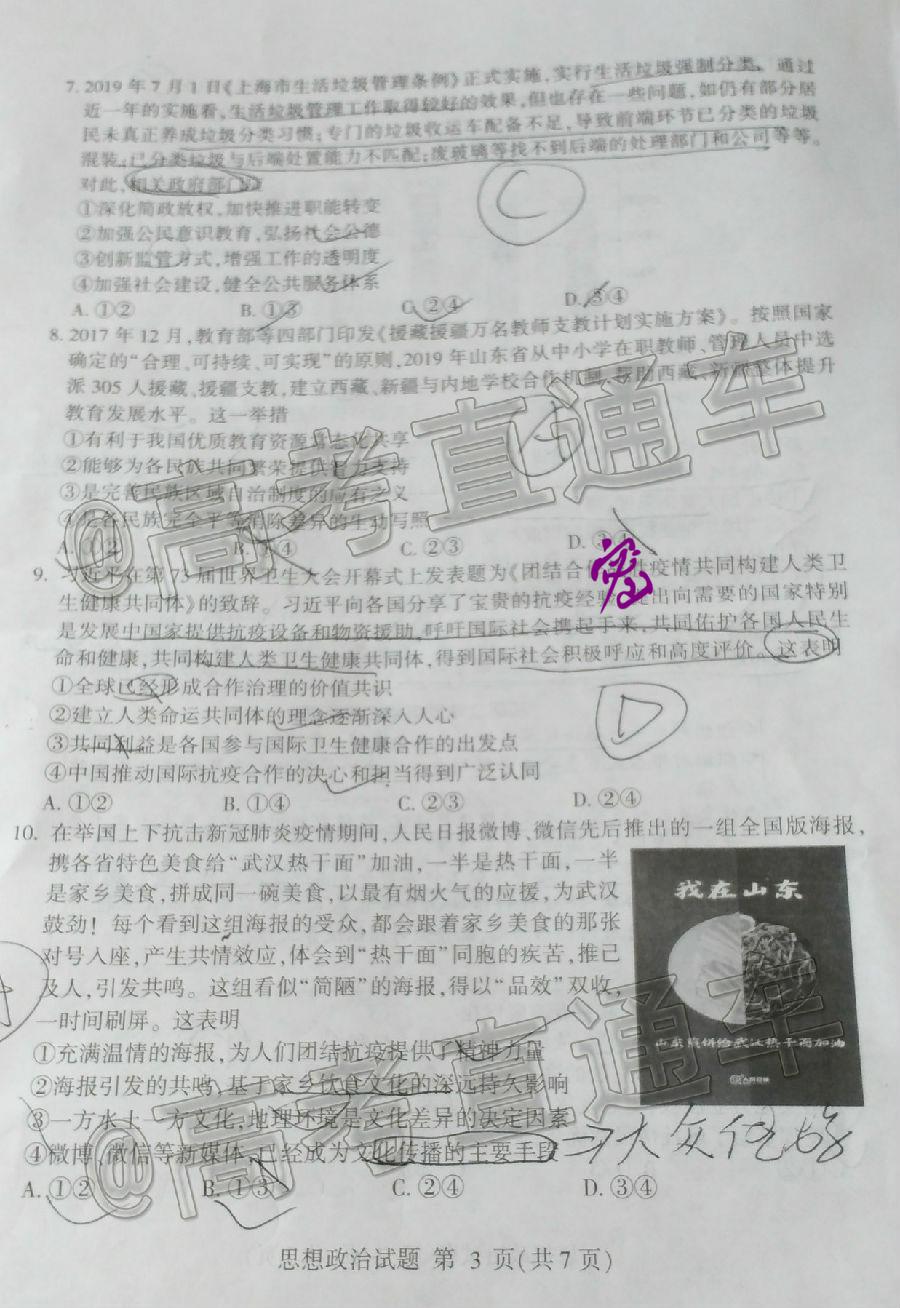 7. 2019 年 7 月 1 日《上海市生活垃圾管理条例》正式实施,实行生活垃圾强制分类。通过
近一年的实施看,生活垃圾管理工作取得较好的效果,但也存在一些问题,如仍有部分居
民未真正养成垃圾分类习惯;专门的垃圾收运车配备不足,导致前端环节已分类的垃圾
混装;已分类垃圾与后端处置能力不匹配;废玻璃等找不到后端的处理部门和公司等等。
对此,相关政府部门应
①深化简政放权,加快推进职能转变
②加强公民意识教育,弘扬社会公德
③创新监管方式,增强工作的透明度
④加强社会建设,健全公共服务体系
A. ①② B. ①③ C. ②④ D. ③④
C
8. 2017 年 12 月,教育部等四部门印发《援藏援疆万名教师支教计划实施方案》。按照国家
确定的“合理、可持续、可实现”的原则,2019 年山东省从中小学在职教师、管理人员中选
派 305 人援藏、援疆支教,建立西藏、新疆与内地学校合作机制,帮助西藏、新疆整体提升
教育发展水平。这一举措
①有利于我国优质教育资源 共享
②能够为各民族共同繁荣提供智力支持
③是完善民族区域自治制度的应有之义
④是各民族完全平等消除差异的生动写照
A. ①② B. ①④ C. ②③ D. ③④
9. 习近平在第 73 届世界卫生大会开幕式上发表题为《团结合 疫情共同构建人类卫
生健康共同体》的致辞。习近平向各国分享了宝贵的抗疫经验,提出向需要的国家特别
是发展中国家提供抗疫设备和物资援助,呼吁国际社会携起手来,共同佑护各国人民生
命和健康,共同构建人类卫生健康共同体,得到国际社会积极呼应和高度评价。这表明
①全球已经形成合作治理的价值共识
②建立人类命运共同体的理念逐渐深入人心
③共同利益是各国参与国际卫生健康合作的出发点
④中国推动国际抗疫合作的决心和担当得到广泛认同
A. ①② B. ①④ C. ②③ D. ②④
D
10. 在举国上下抗击新冠肺炎疫情期间,人民日报微博、微信先后推出的一组全国版海报,
携各省特色美食给“武汉热干面”加油,一半是热干面,一半
是家乡美食,拼成同一碗美食,以最有烟火气的应援,为武汉
鼓劲!每个看到这组海报的受众,都会跟着家乡美食的那张
对号入座,产生共情效应,体会到“热干面”同胞的疾苦,推己
及人,引发共鸣。这组看似“简陋”的海报,得以“品效”双收,
一时间刷屏。这表明
我在山东
山东煎饼给武汉热干面加油
①充满温情的海报,为人们团结抗疫提供了精神力量
②海报引发的共鸣,基于家乡饮食文化的深远持久影响
③一方水土一方文化,地理环境是文化差异的决定因素
④微博、微信等新媒体,已经成为文化传播的主要手段
⇒大众传媒
A. ①② B. ①③ C. ②④ D. ③④
@高考直通车
@高考直通车
思想政治试题 第 3 页(共 7 页)